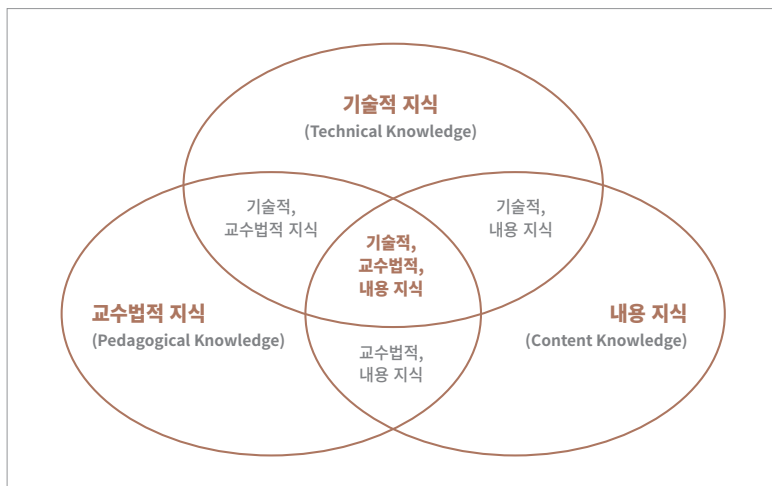 기술적 지식
(Technical Knowledge)
기술적,
교수법적 지식
기술적,
내용 지식
기술적,
교수법적,
내용 지식
교수법적 지식
(Pedagogical Knowledge)
내용 지식
(Content Knowledge)
교수법적,
내용 지식